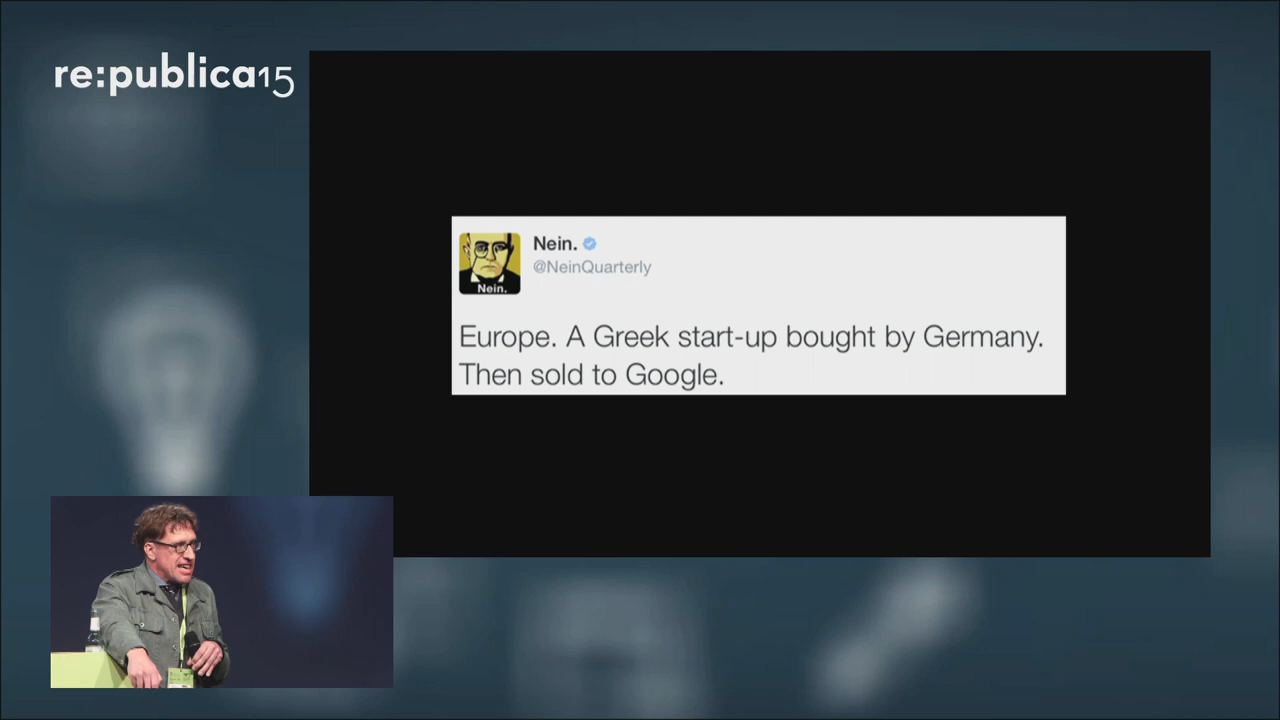 re:publica15
Nein.
@NeinQuarterly
Nein.
Europe. A Greek start-up bought by Germany.
Then sold to Google.